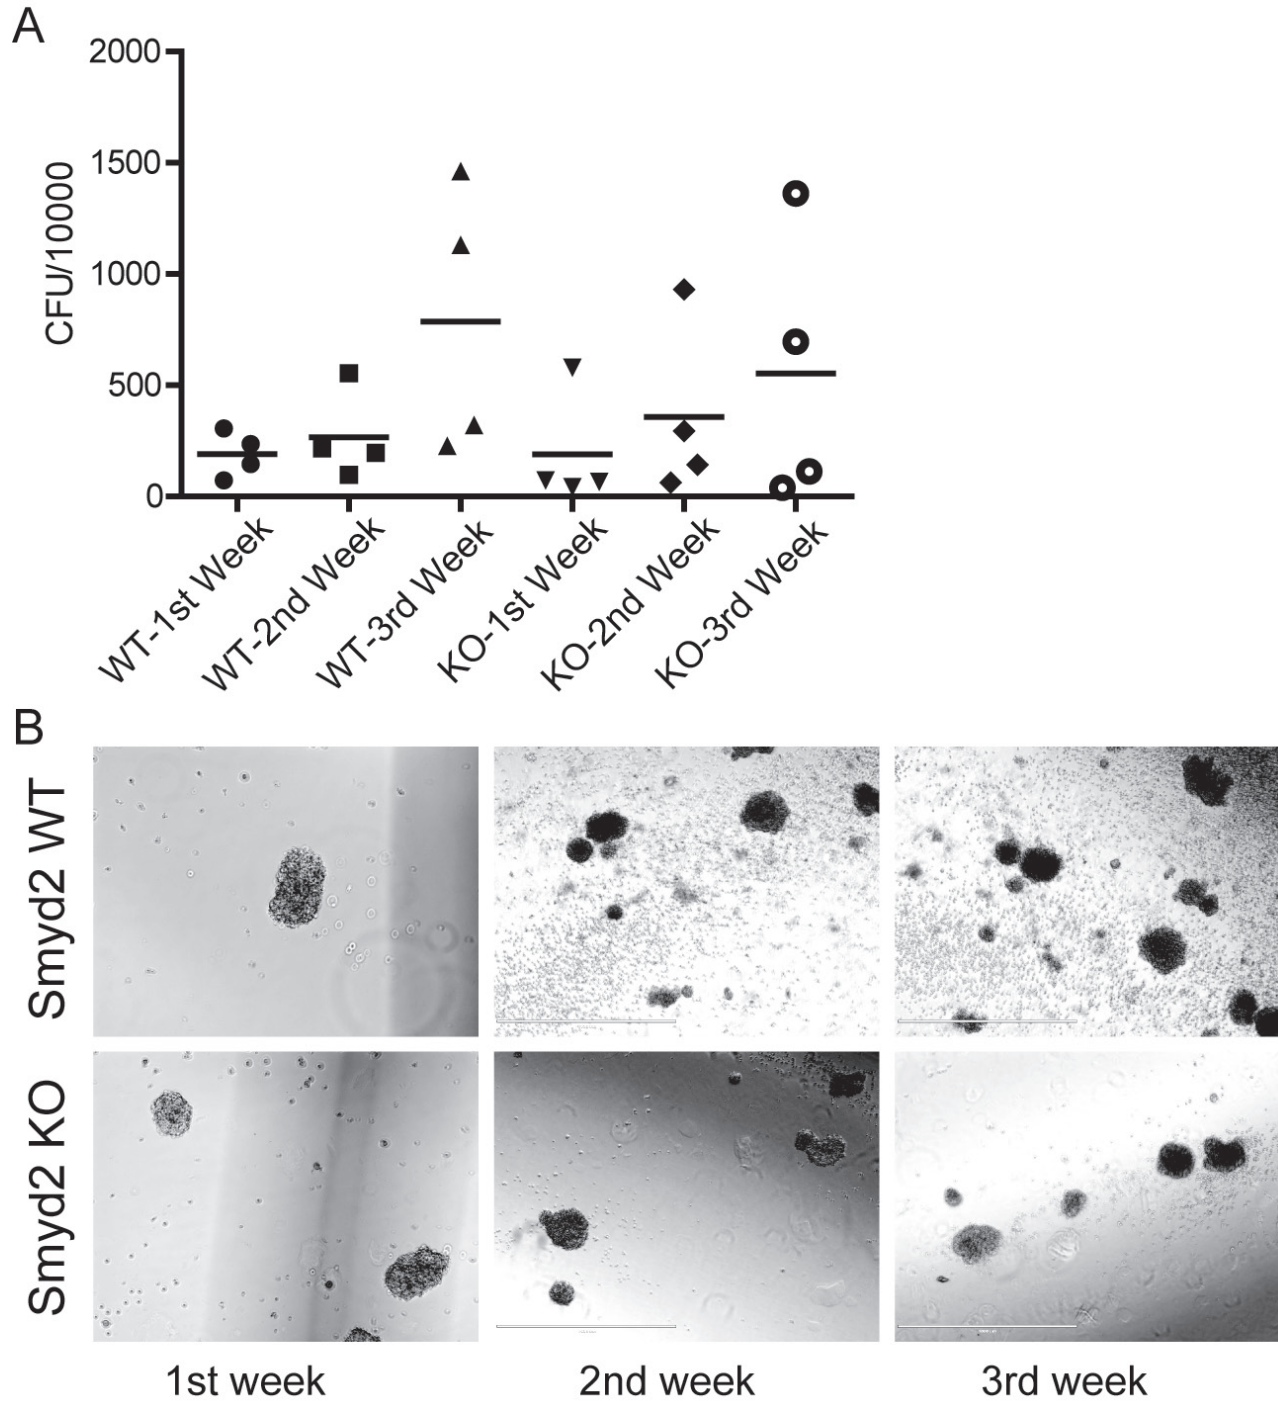 A
2000
1500
1000
500
0
CFU/10000
WT-1st Week
WT-2nd Week
WT-3rd Week
KO-1st Week
KO-2nd Week
KO-3rd Week
B
Smyd2 WT
Smyd2 KO
1st week
2nd week
3rd week